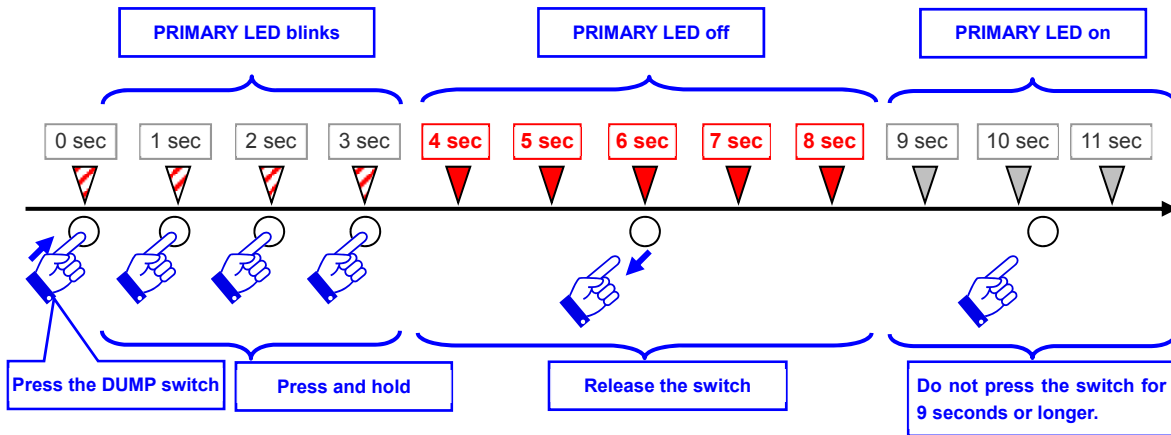 PRIMARY LED blinks
PRIMARY LED off
PRIMARY LED on
0 sec
1 sec
2 sec
3 sec
4 sec
5 sec
6 sec
7 sec
8 sec
9 sec
10 sec
11 sec
Press the DUMP switch
Press and hold
Release the switch
Do not press the switch for
9 seconds or longer.